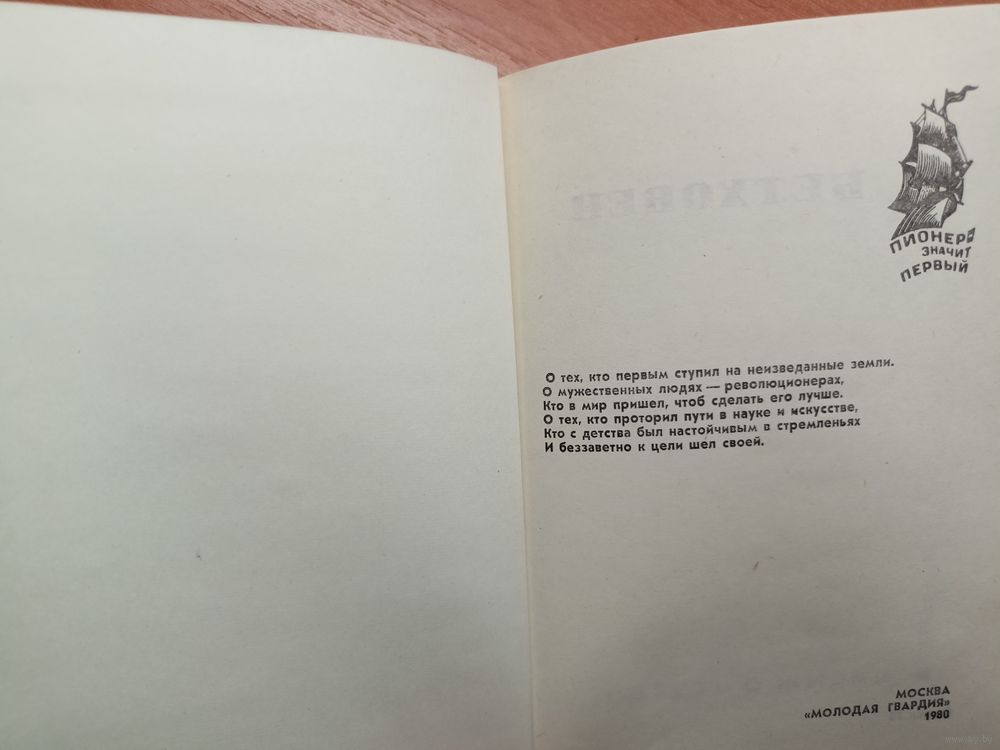 ПИОНЕР
ЗНАЧИТ
ПЕРВЫЙ
О тех, кто первым ступил на неизведанные земли.
О мужественных людях — революционерах,
Кто в мир пришел, чтоб сделать его лучше.
О тех, кто проторил пути в науке и искусстве,
Кто с детства был настойчивым в стремленьях
И беззаветно к цели шел своей.
МОСКВА
«МОЛОДАЯ ГВАРДИЯ»
1980